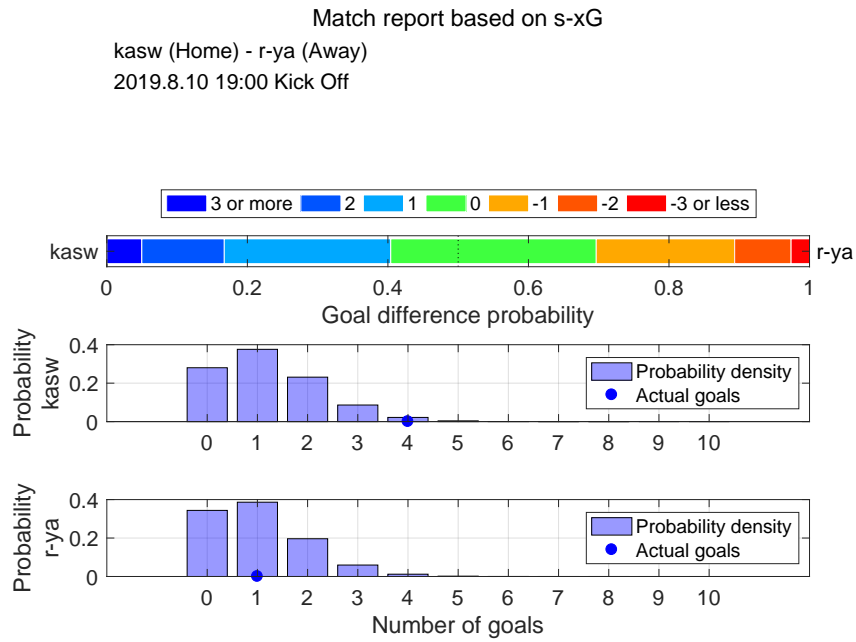 Match report based on s-xG
kasw (Home) - r-ya (Away)
2019.8.10 19:00 Kick Off
3 or more 2 1 0 -1 -2 -3 or less
kasw r-ya
0 0.2 0.4 0.6 0.8 1
Goal difference probability
Probability
kasw
0.4
0.2
0
Probability density
Actual goals
0 1 2 3 4 5 6 7 8 9 10
Probability
r-ya
0.4
0.2
0
Probability density
Actual goals
0 1 2 3 4 5 6 7 8 9 10
Number of goals